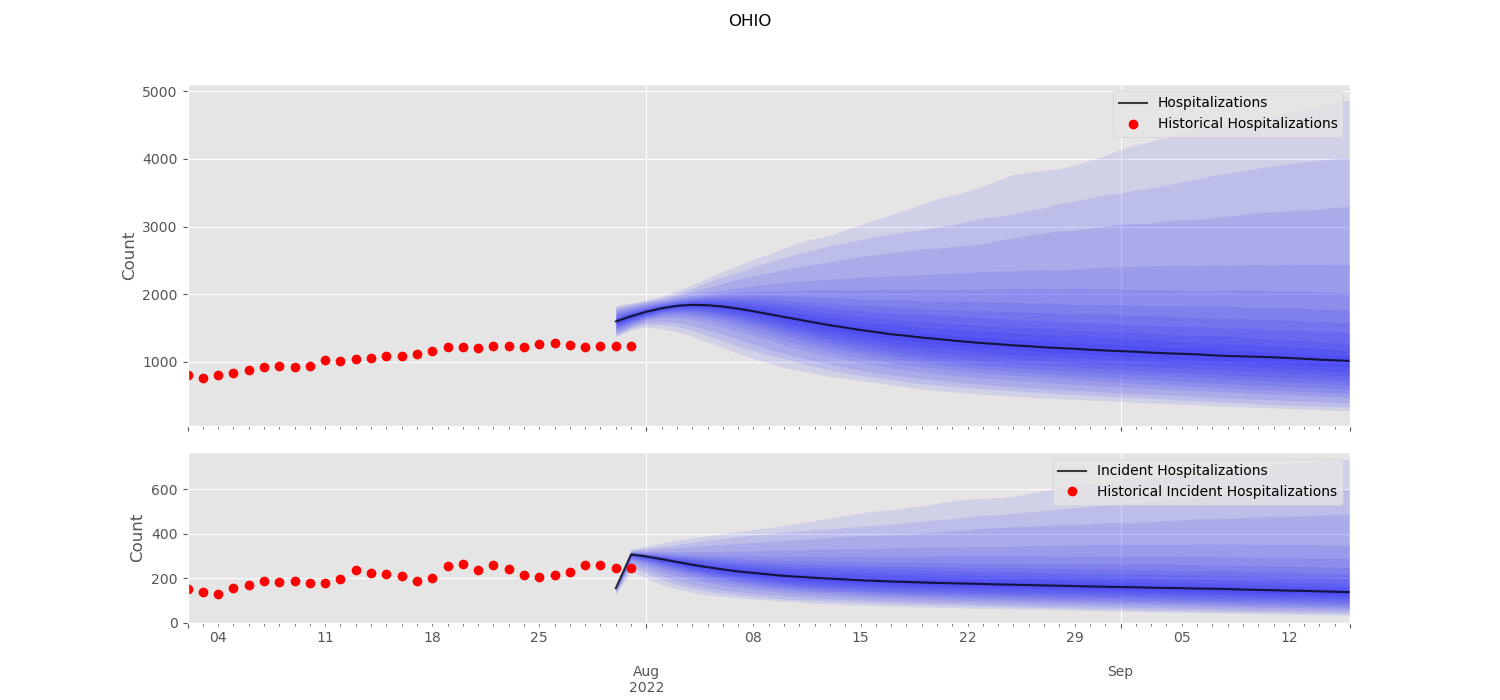 OHIO
5000
4000
3000
2000
1000
Count
Hospitalizations
Historical Hospitalizations
600
400
200
0
Count
Incident Hospitalizations
Historical Incident Hospitalizations
04 11 18 25 08 15 22 29 05 12
Aug Sep
2022